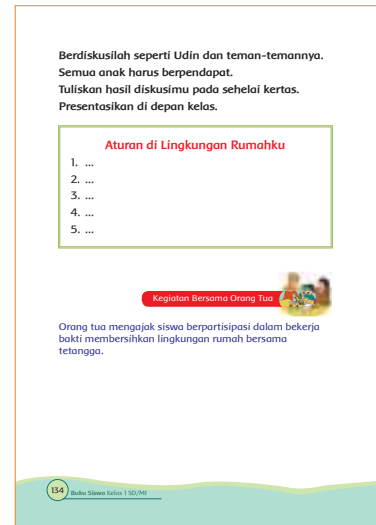 Berdiskusilah seperti Udin dan teman-temannya.
Semua anak harus berpendapat.
Tuliskan hasil diskusimu pada sehelai kertas.
Presentasikan di depan kelas.
Aturan di Lingkungan Rumahku
1. ...
2. ...
3. ...
4. ...
5. ...
Kegiatan Bersama Orang Tua
Orang tua mengajak siswa berpartisipasi dalam bekerja
bakti membersihkan lingkungan rumah bersama
tetangga.
134 Buku Siswa Kelas 1 SD/MI